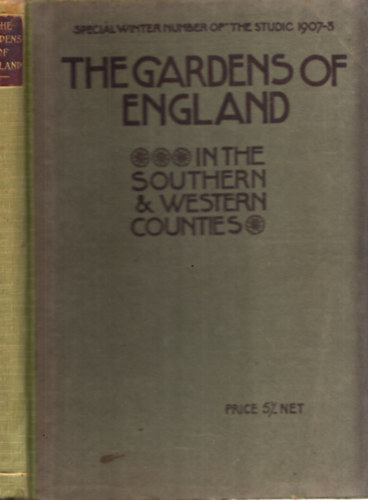 SPECIAL WINTER NUMBER OF "THE STUDIO" 1907-8
THE GARDENS OF
ENGLAND
IN THE
SOUTHERN
& WESTERN
COUNTIES
PRICE 5/- NET
THE
GARDENS
OF
ENGLAND